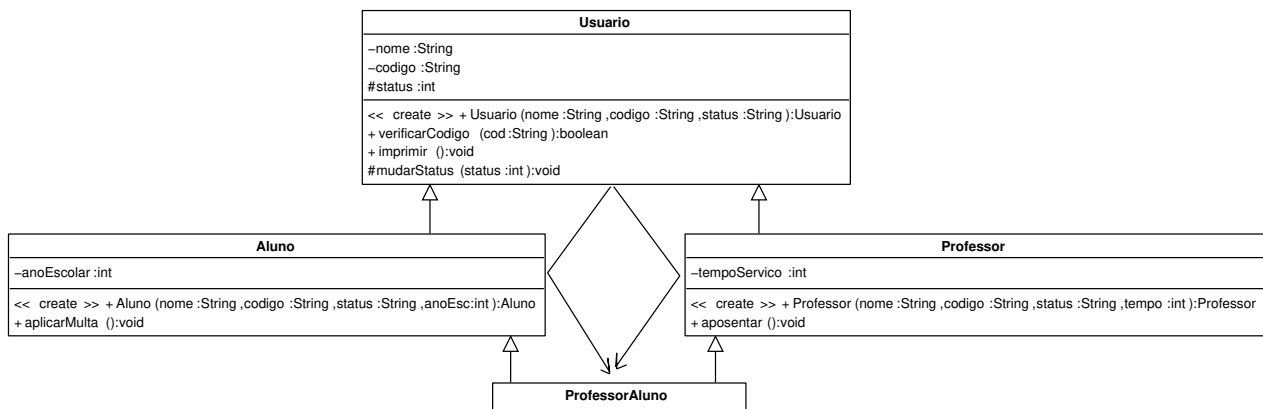 Usuario
−nome :String
−codigo :String
#status :int
<< create >> + Usuario (nome :String ,codigo :String ,status :String ):Usuario
+ verificarCodigo (cod :String ):boolean
+ imprimir ():void
#mudarStatus (status :int ):void
Aluno
−anoEscolar :int
<< create >> + Aluno (nome :String ,codigo :String ,status :String ,anoEsc:int ):Aluno
+ aplicarMulta ():void
Professor
−tempoServico :int
<< create >> + Professor (nome :String ,codigo :String ,status :String ,tempo :int ):Professor
+ aposentar ():void
ProfessorAluno